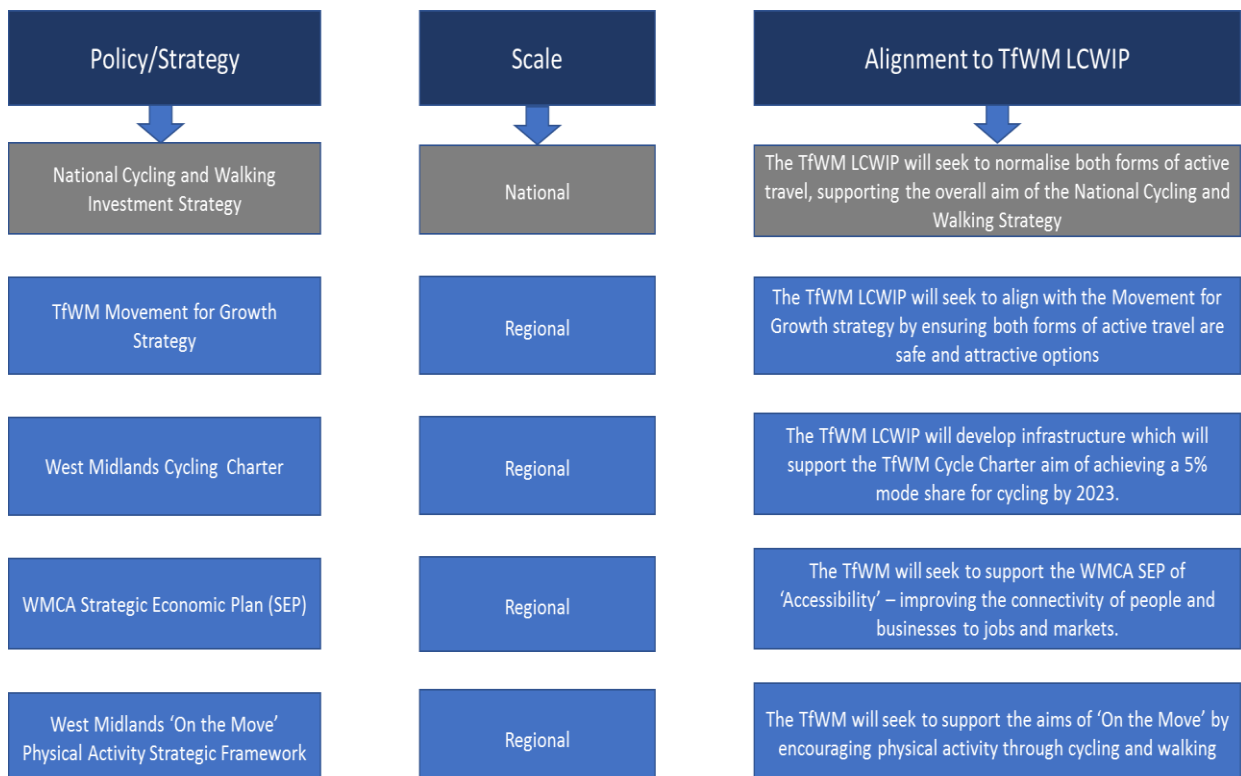 Policy/Strategy
Scale
Alignment to TfWM LCWIP
National Cycling and Walking
Investment Strategy
National
The TfWM LCWIP will seek to normalise both forms of active
travel, supporting the overall aim of the National Cycling and
Walking Strategy
TfWM Movement for Growth
Strategy
Regional
The TfWM LCWIP will seek to align with the Movement for
Growth strategy by ensuring both forms of active travel are
safe and attractive options
West Midlands Cycling Charter
Regional
The TfWM LCWIP will develop infrastructure which will
support the TfWM Cycle Charter aim of achieving a 5%
mode share for cycling by 2023.
WMCA Strategic Economic Plan (SEP)
Regional
The TfWM will seek to support the WMCA SEP of
‘Accessibility’ – improving the connectivity of people and
businesses to jobs and markets.
West Midlands ‘On the Move’
Physical Activity Strategic Framework
Regional
The TfWM will seek to support the aims of ‘On the Move’ by
encouraging physical activity through cycling and walking